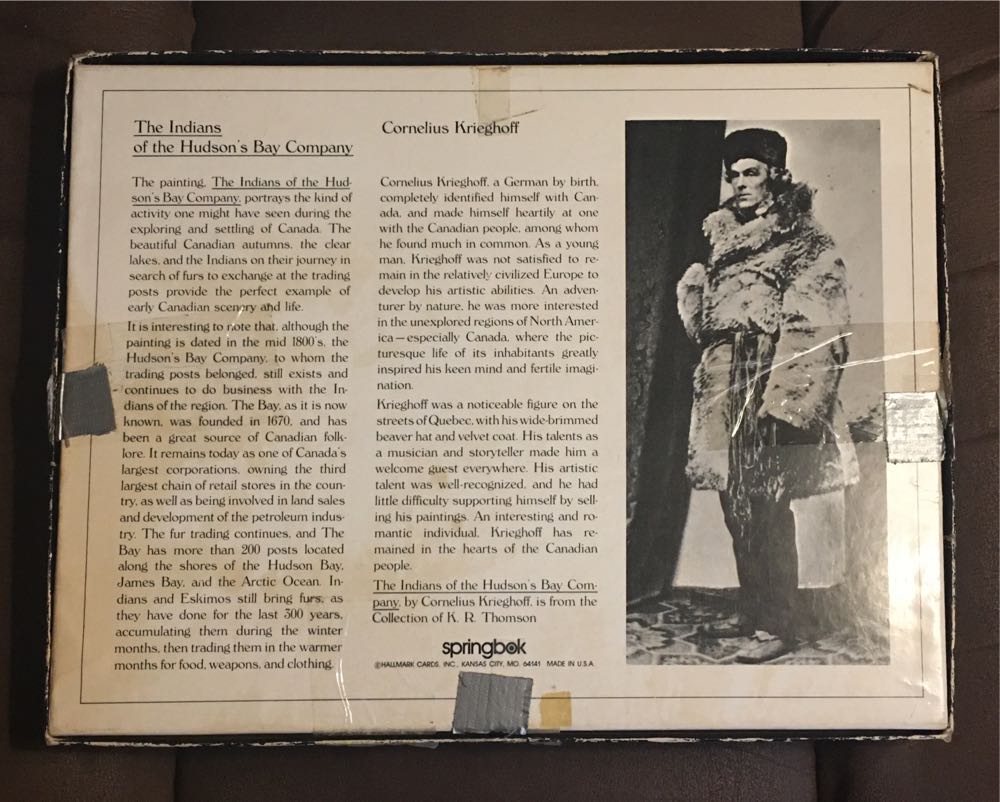 The Indians
of the Hudson's Bay Company
The painting, The Indians of the Hud-
son's Bay Company, portrays the kind of
activity one might have seen during the
exploring and settling of Canada. The
beautiful Canadian autumns, the clear
lakes, and the Indians on their journey in
search of furs to exchange at the trading
posts provide the perfect example of
early Canadian scenery and life.
It is interesting to note that, although the
painting is dated in the mid 1800's, the
Hudson's Bay Company, to whom the
trading posts belonged, still exists and
continues to do business with the In-
dians of the region. The Bay, as it is now
known, was founded in 1670, and has
been a great source of Canadian folk-
lore. It remains today as one of Canada's
largest corporations, owning the third
largest chain of retail stores in the coun-
try, as well as being involved in land sales
and development of the petroleum indus-
try. The fur trading continues, and The
Bay has more than 200 posts located
along the shores of the Hudson Bay,
James Bay, and the Arctic Ocean. In-
dians and Eskimos still bring furs, as
they have done for the last 300 years,
accumulating them during the winter
months, then trading them in the warmer
months for food, weapons, and clothing.
Cornelius Krieghoff
Cornelius Krieghoff, a German by birth,
completely identified himself with Can-
ada, and made himself heartily at one
with the Canadian people, among whom
he found much in common. As a young
man, Krieghoff was not satisfied to re-
main in the relatively civilized Europe to
develop his artistic abilities. An adven-
turer by nature, he was more interested
in the unexplored regions of North Amer-
ica—especially Canada, where the pic-
turesque life of its inhabitants greatly
inspired his keen mind and fertile imagi-
nation.
Krieghoff was a noticeable figure on the
streets of Quebec, with his wide-brimmed
beaver hat and velvet coat. His talents as
a musician and storyteller made him a
welcome guest everywhere. His artistic
talent was well-recognized, and he had
little difficulty supporting himself by sell-
ing his paintings. An interesting and ro-
mantic individual, Krieghoff has re-
mained in the hearts of the Canadian
people.
The Indians of the Hudson's Bay Com-
pany, by Cornelius Krieghoff, is from the
Collection of K. R. Thomson
springbok
©HALLMARK CARDS, INC., KANSAS CITY, MO. 64141 MADE IN U.S.A.